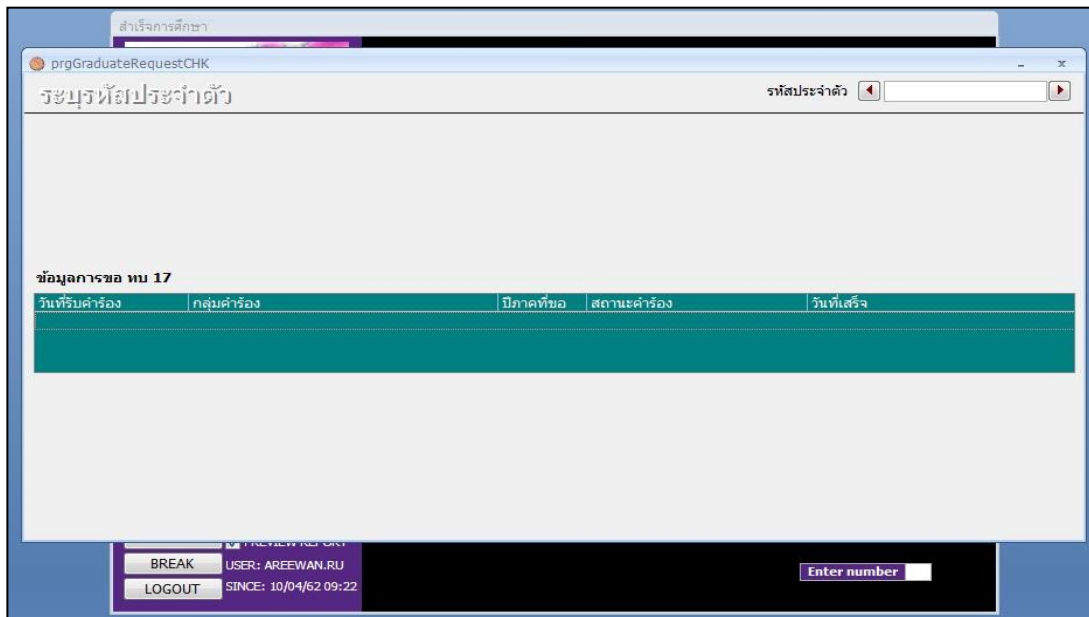 สำเร็จการศึกษา
prgGraduateRequestCHK
ระบุรหัสประจำตัว
รหัสประจำตัว
ข้อมูลการขอ ทบ 17
วันที่รับคำร้อง กลุ่มคำร้อง ปีภาคที่ขอ สถานะคำร้อง วันที่เสร็จ
PREVIEW REPORT
BREAK USER: AREEWAN.RU
LOGOUT SINCE: 10/04/62 09:22
Enter number